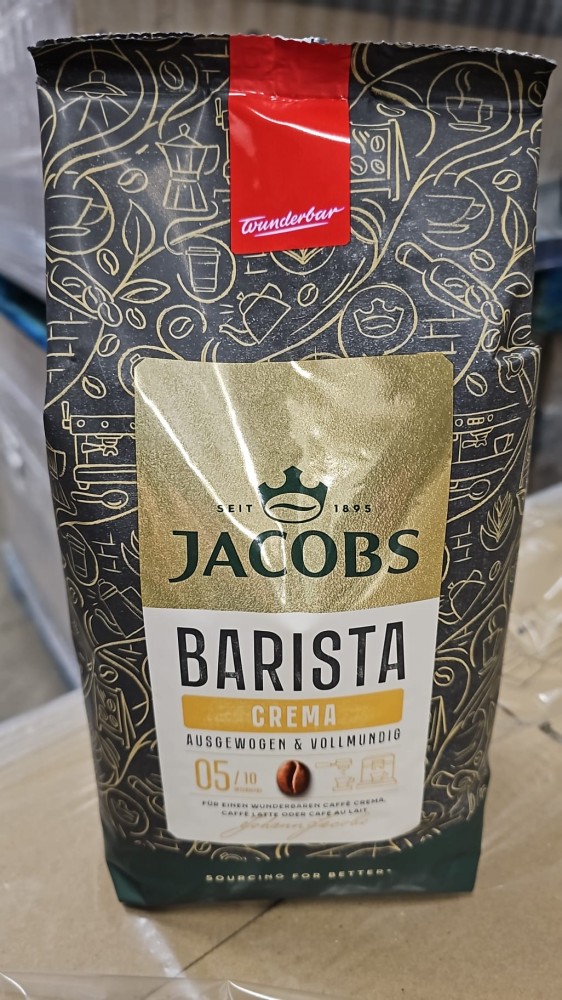 Wunderbar
SEIT 1895
JACOBS
BARISTA
CREMA
AUSGEWOGEN & VOLLMUNDIG
05/10
FÜR EINEN WUNDERBAREN CAFFÈ CREMA,
CAFFÈ LATTE ODER CAFÉ AU LAIT.
SOURCING FOR BETTER*